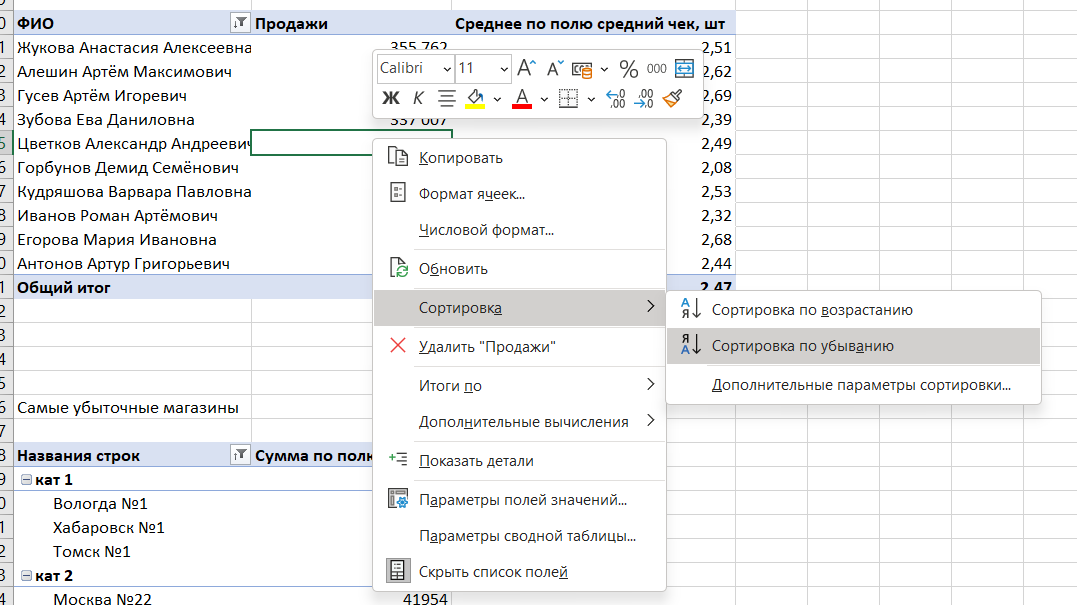 ФИО Продажи Среднее по полю средний чек, шт
Жукова Анастасия Алексеевна 355 762 2,51
Calibri 11 A A % 000
Алешин Артём Максимович 2,62
Гусев Артём Игоревич 2,69
Ж К A ,00 ,00
Зубова Ева Даниловна 337 007 2,39
Цветков Александр Андреевич 2,49
Копировать
Горбунов Демид Семёнович 2,08
Кудряшова Варвара Павловна 2,53
Формат ячеек...
Иванов Роман Артёмович 2,32
Числовой формат...
Егорова Мария Ивановна 2,68
Антонов Артур Григорьевич 2,44
Обновить
Общий итог 2,47
Сортировка
Сортировка по возрастанию
Удалить "Продажи"
Сортировка по убыванию
Итоги по
Дополнительные параметры сортировки...
Самые убыточные магазины
Дополнительные вычисления
Названия строк Сумма по полю
Показать детали
кат 1
Вологда №1
Параметры полей значений...
Хабаровск №1
Параметры сводной таблицы...
Томск №1
кат 2
Скрыть список полей
Москва №22 41954